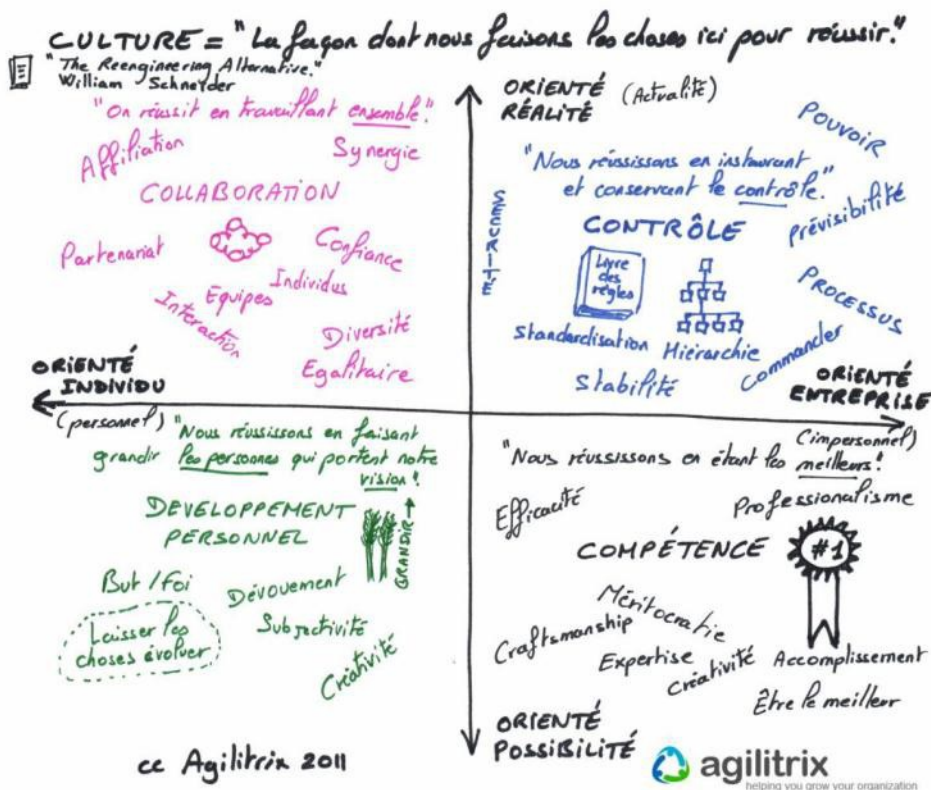 CULTURE = "La façon dont nous faisons les choses ici pour réussir."
"The Reengineering Alternative."
William Schneider
ORIENTÉ
RÉALITÉ (Actualité)
"On réussit en travaillant ensemble".
Affiliation
Synergie
COLLABORATION
Partenariat
Confiance
Individus
Equipes
Interaction
Diversité
Egalitaire
SECURITE
POUVOIR
"Nous réussissons en instaurant
et conservant le contrôle."
prévisibilité
CONTRÔLE
Livre
des
règles
PROCESSUS
Standardisation
Hiérarchie
Commander
Stabilité
ORIENTÉ
INDIVIDU
(personnel)
ORIENTÉ
ENTREPRISE
(impersonnel)
"Nous réussissons en faisant
grandir les personnes qui portent notre
vision".
DEVELOPPEMENT
PERSONNEL
GRANDIR
But / Foi
Dévouement
Laisser les
choses évoluer
Subjectivité
Créativité
"Nous réussissons en étant les meilleurs!
Efficacité
Professionalisme
COMPÉTENCE
#1
Méritocratie
Craftsmanship
Expertise
Créativité
Accomplissement
Être le meilleur
ORIENTÉ
POSSIBILITÉ
cc Agilitrix 2011
agilitrix
helping you grow your organization